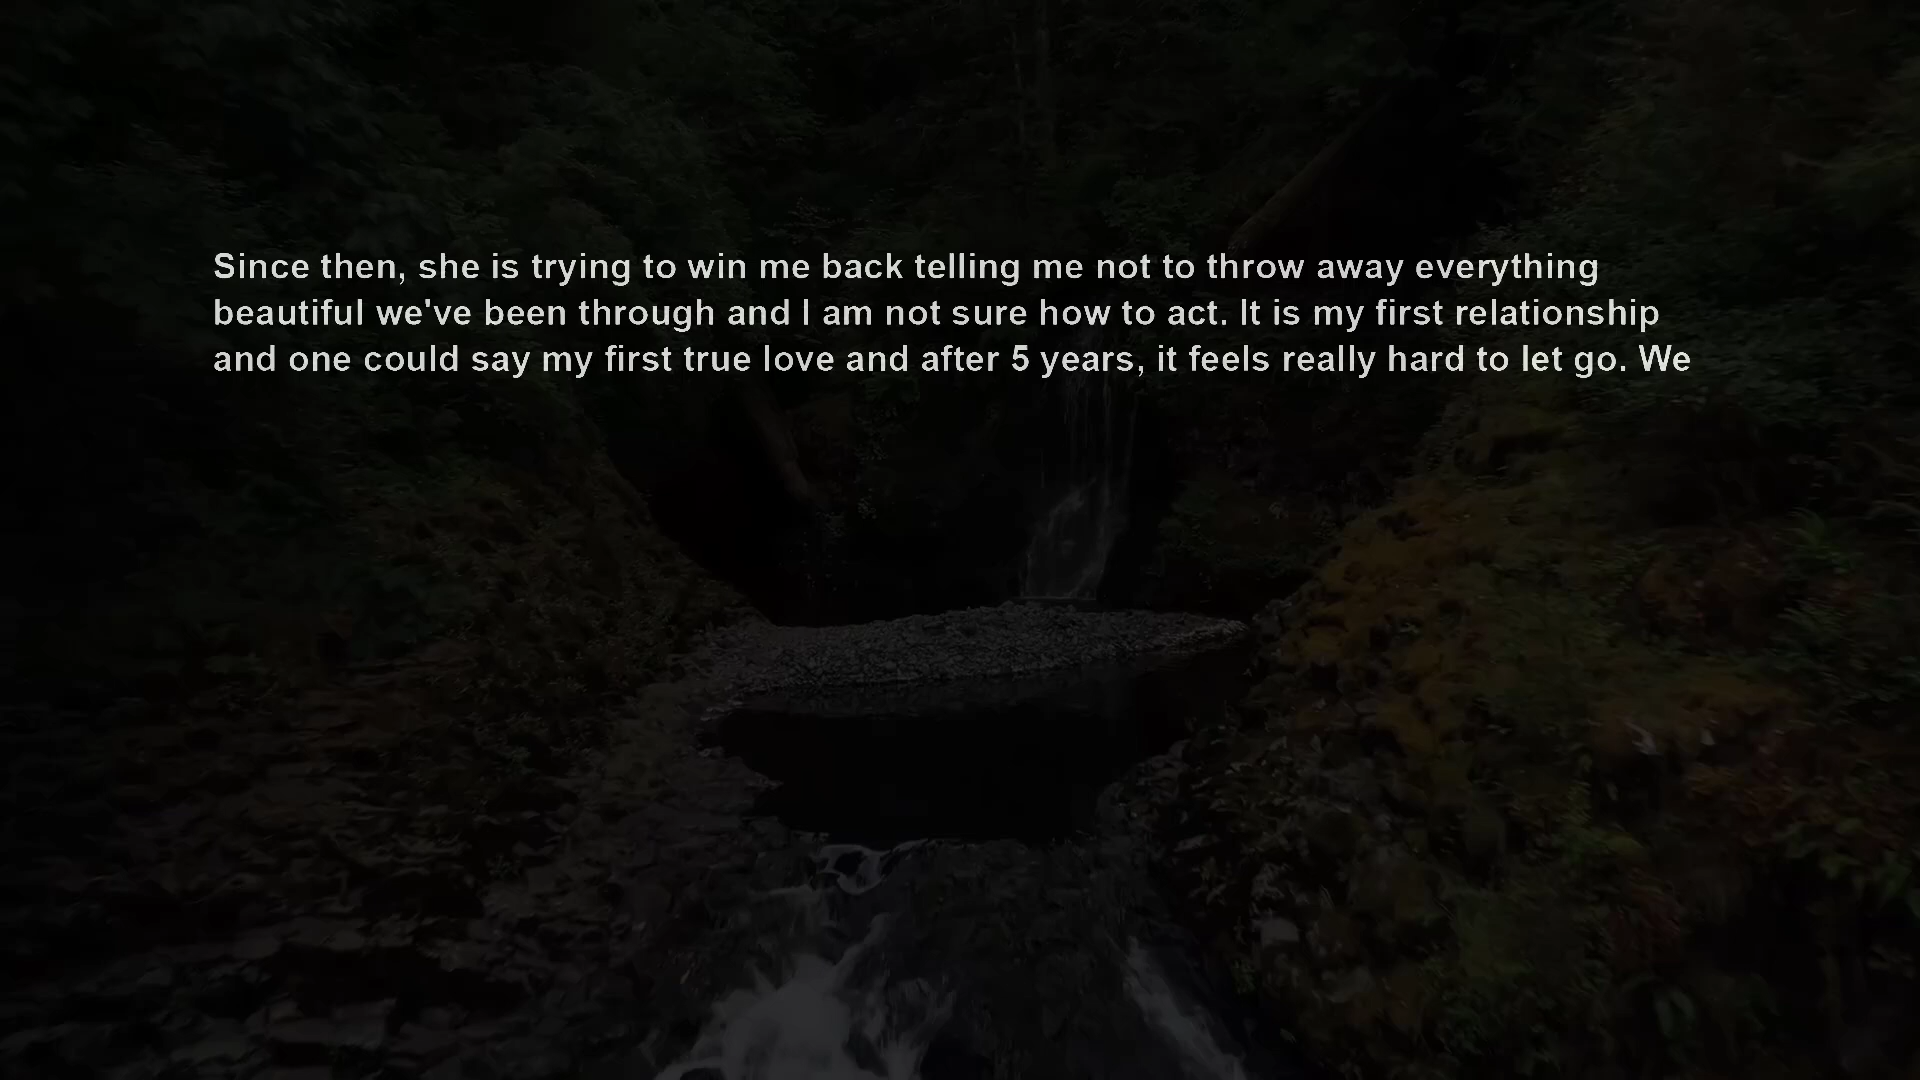 Since then, she is trying to win me back telling me not to throw away everything
beautiful we've been through and I am not sure how to act. It is my first relationship
and one could say my first true love and after 5 years, it feels really hard to let go. We